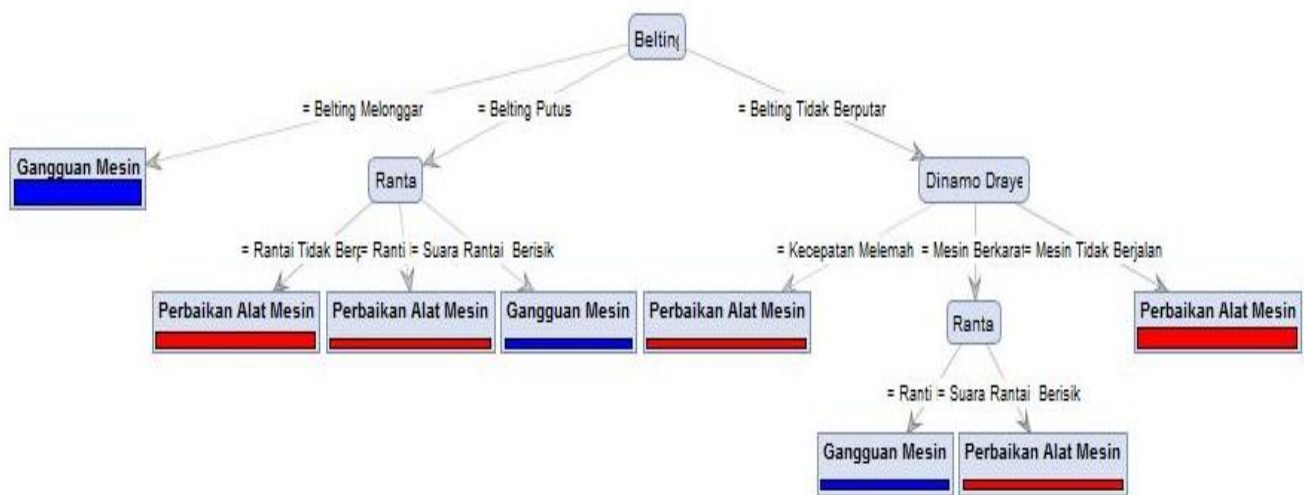 Belting
= Belting Melonggar
= Belting Putus
= Belting Tidak Berputar
Gangguan Mesin
Ranta
Dinamo Draye
= Rantai Tidak Berp
= Ranti
= Suara Rantai Berisik
= Kecepatan Melemah
= Mesin Berkarat
= Mesin Tidak Berjalan
Perbaikan Alat Mesin
Perbaikan Alat Mesin
Gangguan Mesin
Perbaikan Alat Mesin
Ranta
Perbaikan Alat Mesin
= Ranti
= Suara Rantai Berisik
Gangguan Mesin
Perbaikan Alat Mesin